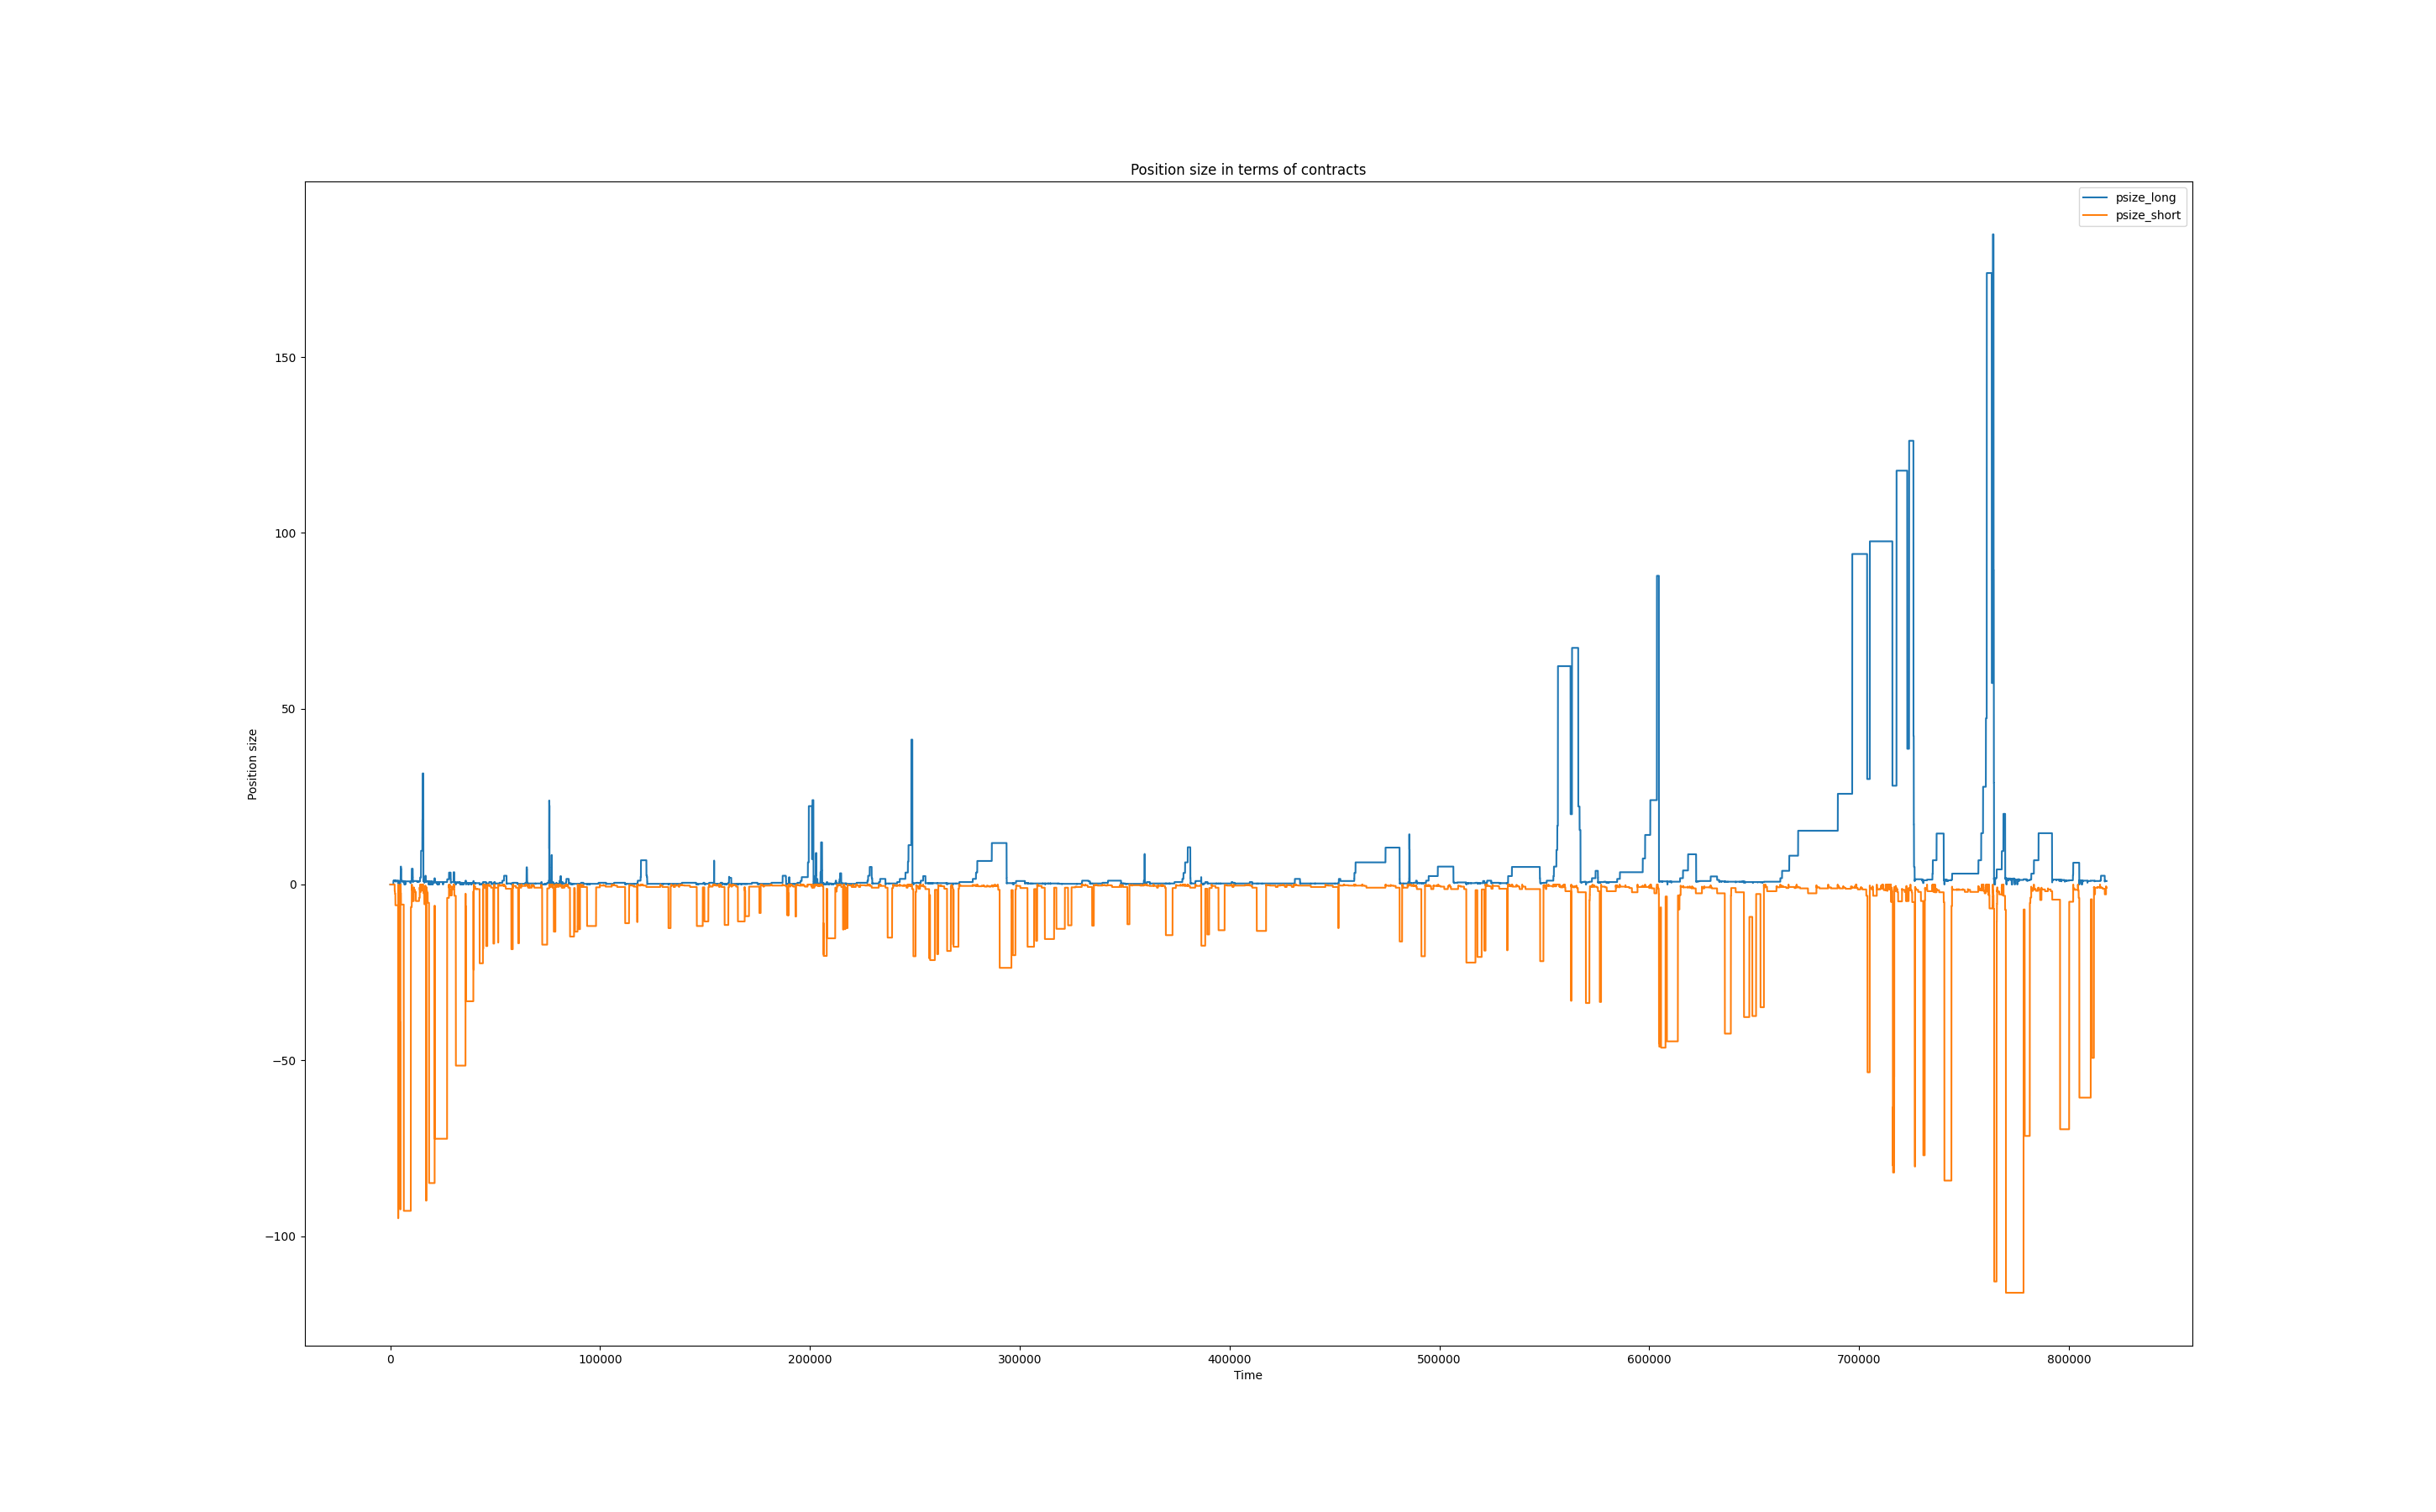 Position size in terms of contracts
psize_long
psize_short
150
100
50
0
−50
−100
Position size
0 100000 200000 300000 400000 500000 600000 700000 800000
Time